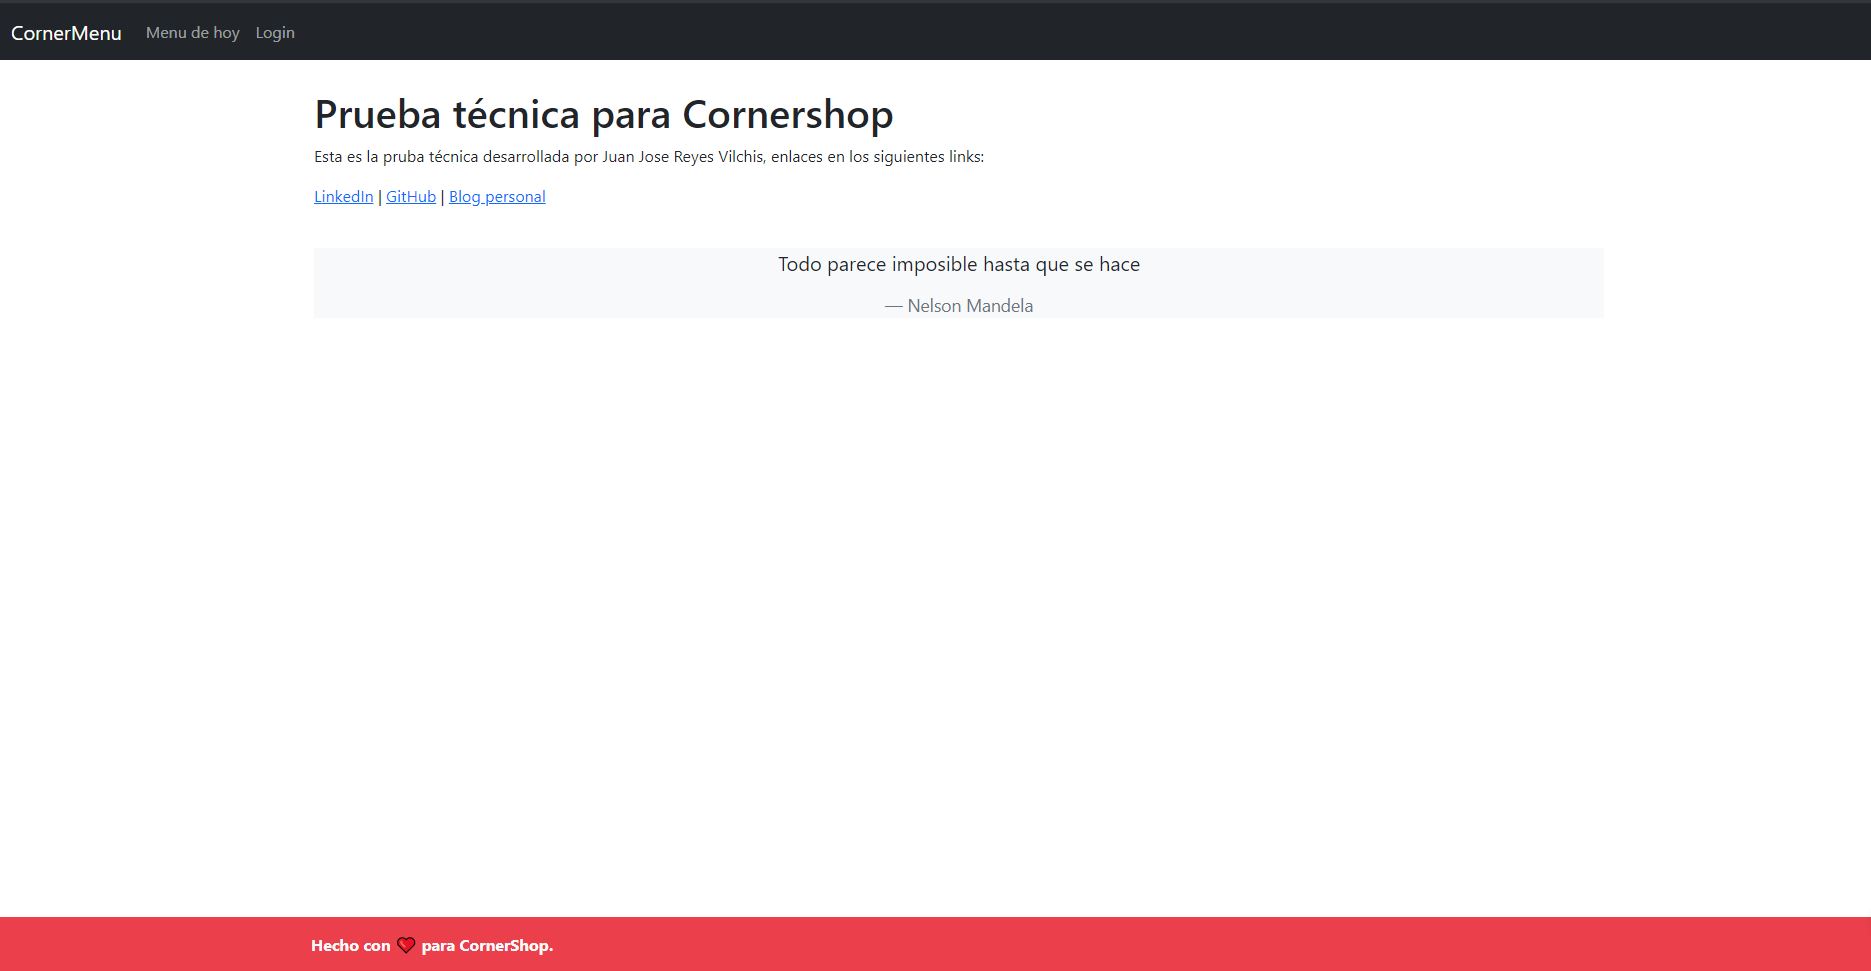 CornerMenu Menu de hoy Login
Prueba técnica para Cornershop
Esta es la pruba técnica desarrollada por Juan Jose Reyes Vilchis, enlaces en los siguientes links:
LinkedIn | GitHub | Blog personal
Todo parece imposible hasta que se hace
— Nelson Mandela
Hecho con ❤ para CornerShop.